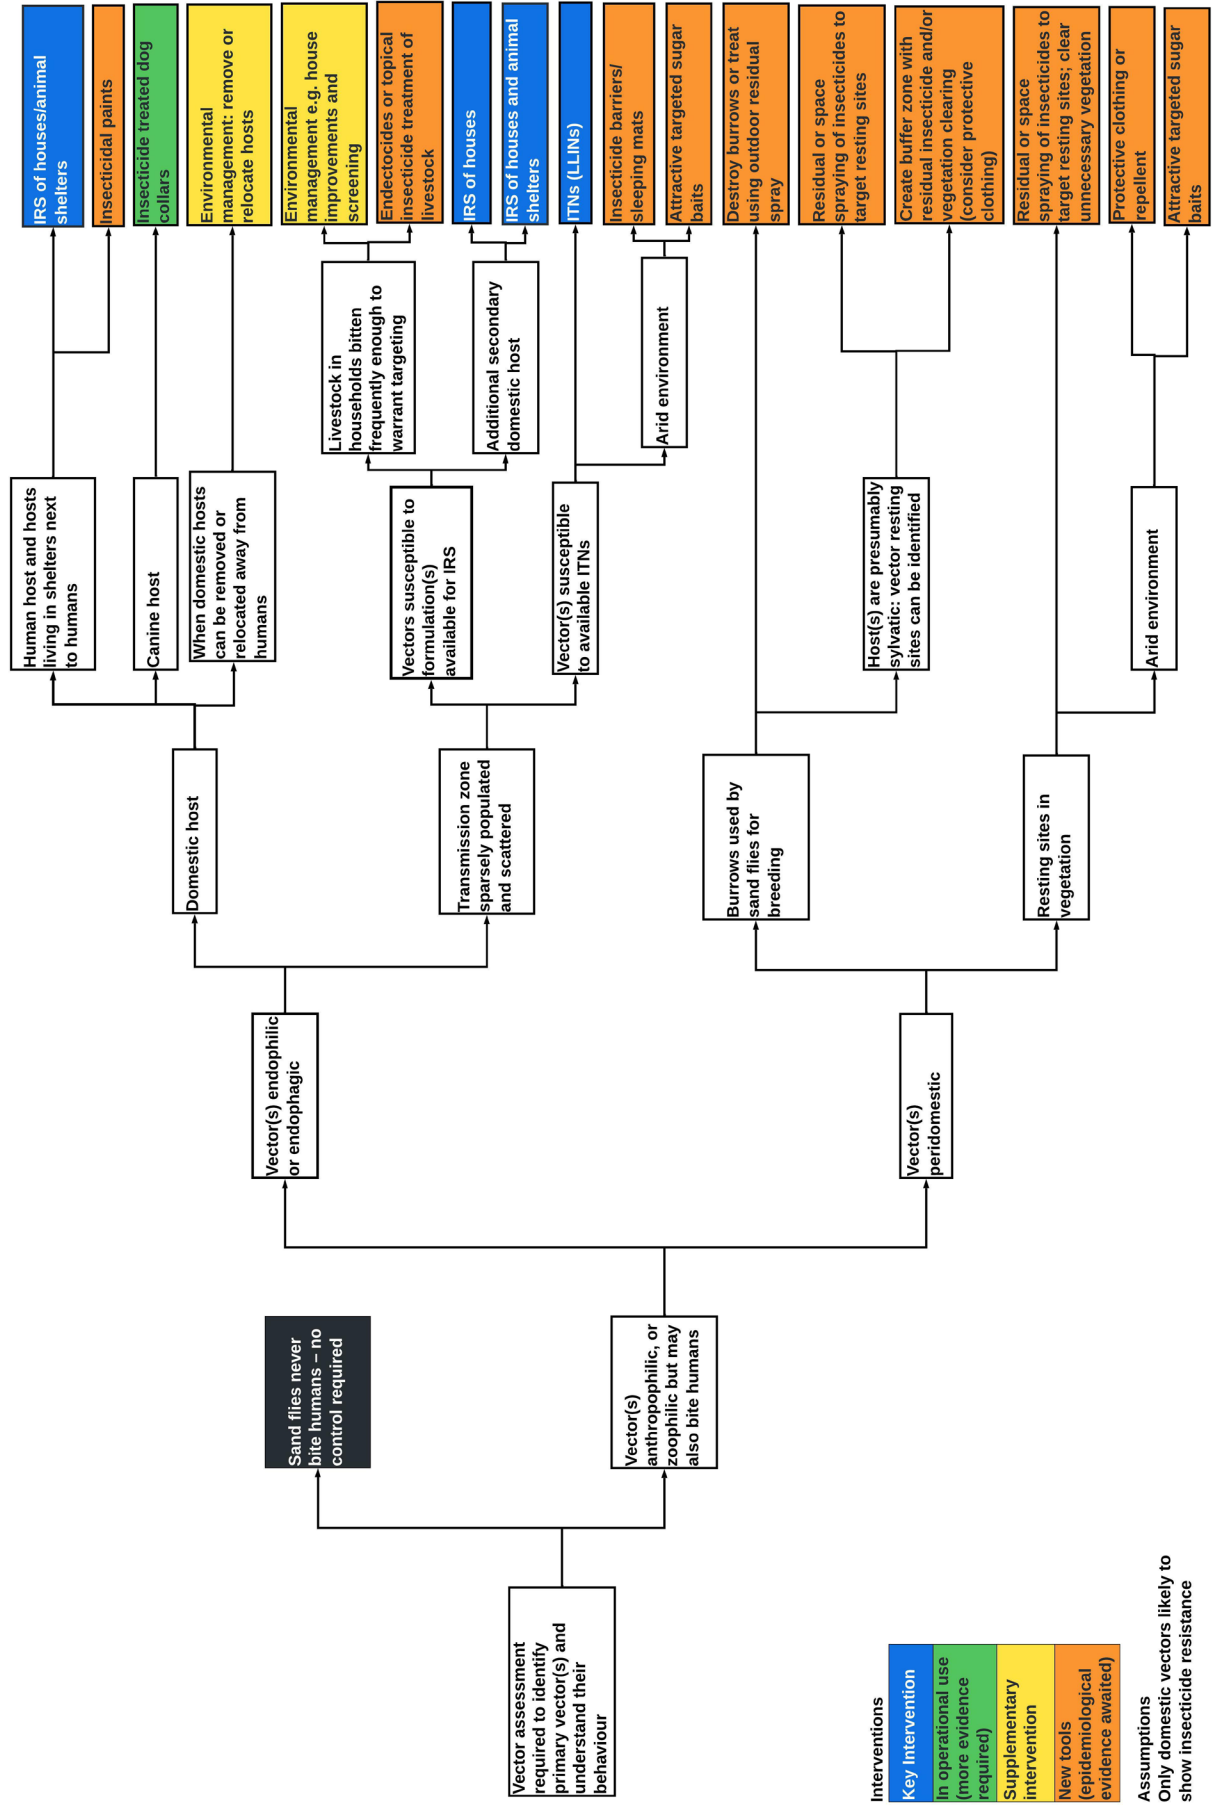 Vector assessment
required to identify
primary vector(s) and
understand their
behaviour
Sand flies never
bite humans – no
control required
Vector(s)
anthropophilic, or
zoophilic but may
also bite humans
Vector(s) endophilic
or endophagic
Vector(s)
peridomestic
Domestic host
Transmission zone
sparsely populated
and scattered
Burrows used by
sand flies for
breeding
Resting sites in
vegetation
Human host and hosts
living in shelters next
to humans
Canine host
When domestic hosts
can be removed or
relocated away from
humans
Vectors susceptible to
formulation(s)
available for IRS
Vector(s) susceptible
to available ITNs
Host(s) are presumably
sylvatic: vector resting
sites can be identified
Arid environment
Livestock in
households bitten
frequently enough to
warrant targeting
Additional secondary
domestic host
Arid environment
IRS of houses/animal
shelters
Insecticidal paints
Insecticide treated dog
collars
Environmental
management: remove or
relocate hosts
Environmental
management e.g. house
improvements and
screening
Endectocides or topical
insecticide treatment of
livestock
IRS of houses
IRS of houses and animal
shelters
ITNs (LLINs)
Insecticide barriers/
sleeping mats
Attractive targeted sugar
baits
Destroy burrows or treat
using outdoor residual
spray
Residual or space
spraying of insecticides to
target resting sites
Create buffer zone with
residual insecticide and/or
vegetation clearing
(consider protective
clothing)
Residual or space
spraying of insecticides to
target resting sites; clear
unnecessary vegetation
Protective clothing or
repellent
Attractive targeted sugar
baits
Interventions
Key Intervention
In operational use
(more evidence
required)
Supplementary
intervention
New tools
(epidemiological
evidence awaited)
Assumptions
Only domestic vectors likely to
show insecticide resistance